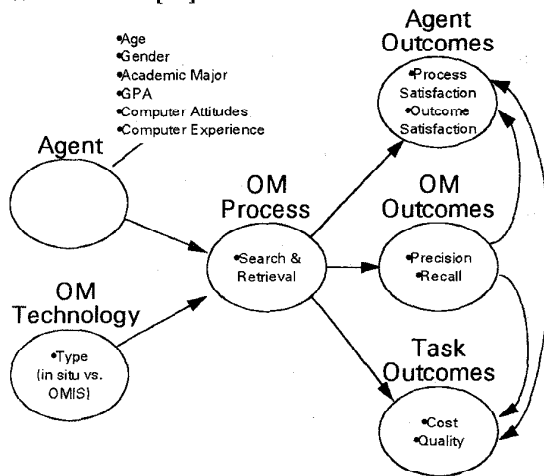 Agent
Outcomes
•Age
•Gender
•Academic Major
•GPA
•Computer Attitudes
•Computer Experience
•Process
Satisfaction
•Outcome
Satisfaction
Agent
OM
Process
OM
Outcomes
•Search &
Retrieval
•Precision
•Recall
OM
Technology
•Type
(in situ vs.
OMIS)
Task
Outcomes
•Cost
•Quality